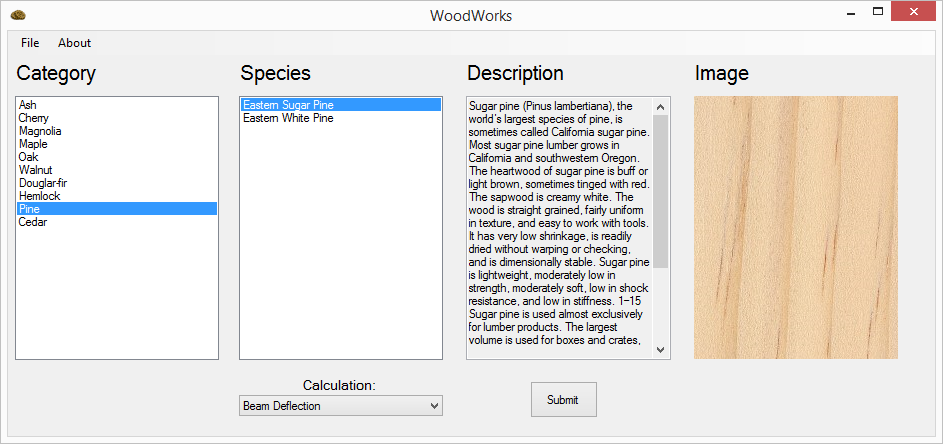 WoodWorks
File About
Category
Species
Description
Image
Ash
Cherry
Magnolia
Maple
Oak
Walnut
Douglar-fir
Hemlock
Pine
Cedar
Eastern Sugar Pine
Eastern White Pine
Sugar pine (Pinus lambertiana), the
world's largest species of pine, is
sometimes called California sugar pine.
Most sugar pine lumber grows in
California and southwestern Oregon.
The heartwood of sugar pine is buff or
light brown, sometimes tinged with red.
The sapwood is creamy white. The
wood is straight grained, fairly uniform
in texture, and easy to work with tools.
It has very low shrinkage, is readily
dried without warping or checking,
and is dimensionally stable. Sugar pine
is lightweight, moderately low in
strength, moderately soft, low in shock
resistance, and low in stiffness. 1-15
Sugar pine is used almost exclusively
for lumber products. The largest
volume is used for boxes and crates,
Calculation:
Beam Deflection
Submit